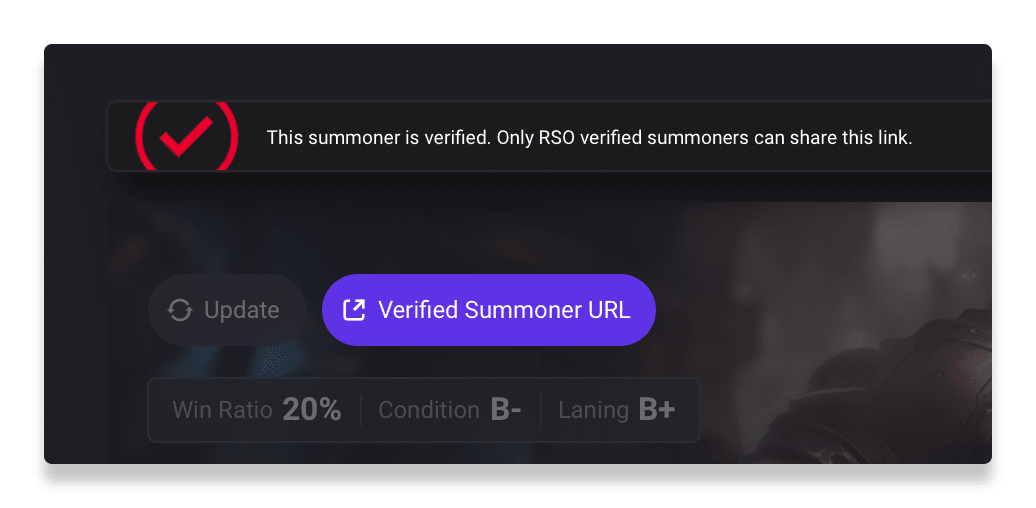 This summoner is verified. Only RSO verified summoners can share this link.
Update Verified Summoner URL
Win Ratio 20% Condition B- Laning B+